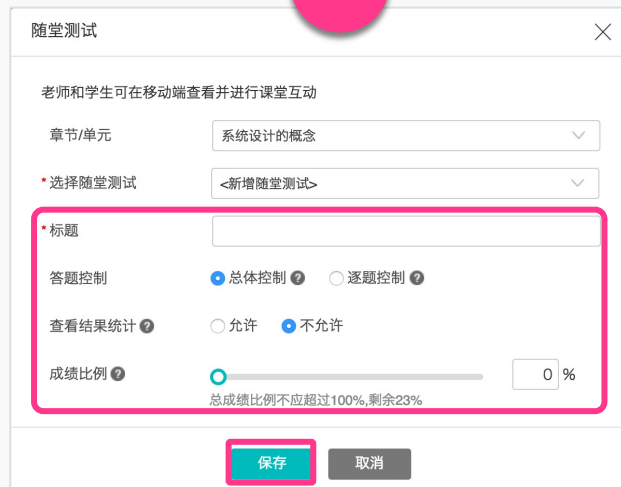 随堂测试
老师和学生可在移动端查看并进行课堂互动
章节/单元 系统设计的概念
*选择随堂测试 <新增随堂测试>
*标题
答题控制 总体控制 ? 逐题控制 ?
查看结果统计 ? 允许 不允许
成绩比例 ? 0 %
总成绩比例不应超过100%,剩余23%
保存 取消